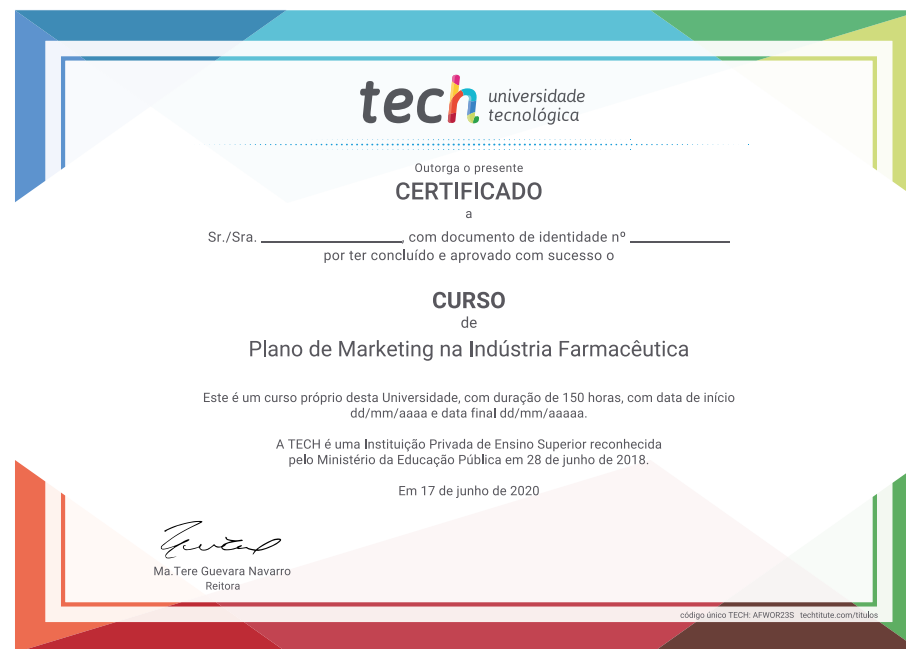 tech universidade
tecnológica
Outorga o presente
CERTIFICADO
a
Sr./Sra. ____________________, com documento de identidade nº ______________
por ter concluído e aprovado com sucesso o
CURSO
de
Plano de Marketing na Indústria Farmacêutica
Este é um curso próprio desta Universidade, com duração de 150 horas, com data de início
dd/mm/aaaa e data final dd/mm/aaaaa.
A TECH é uma Instituição Privada de Ensino Superior reconhecida
pelo Ministério da Educação Pública em 28 de junho de 2018.
Em 17 de junho de 2020
Ma.Tere Guevara Navarro
Reitora
código único TECH: AFWOR23S techtitute.com/titulos